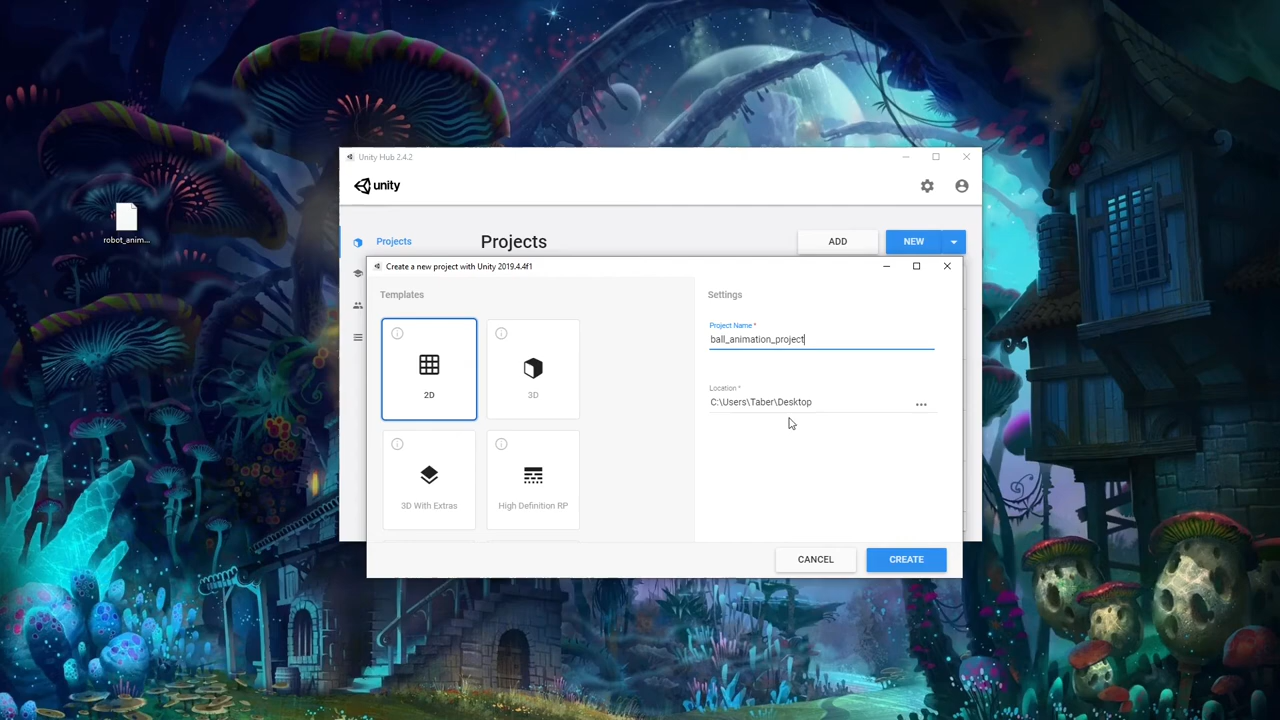 Unity Hub 2.4.2
unity
robot_anim...
Projects
Projects
ADD
NEW
Create a new project with Unity 2019.4.4f1
Templates
2D
3D
3D With Extras
High Definition RP
Settings
Project Name *
ball_animation_project
Location *
C:\Users\Taber\Desktop
...
CANCEL
CREATE